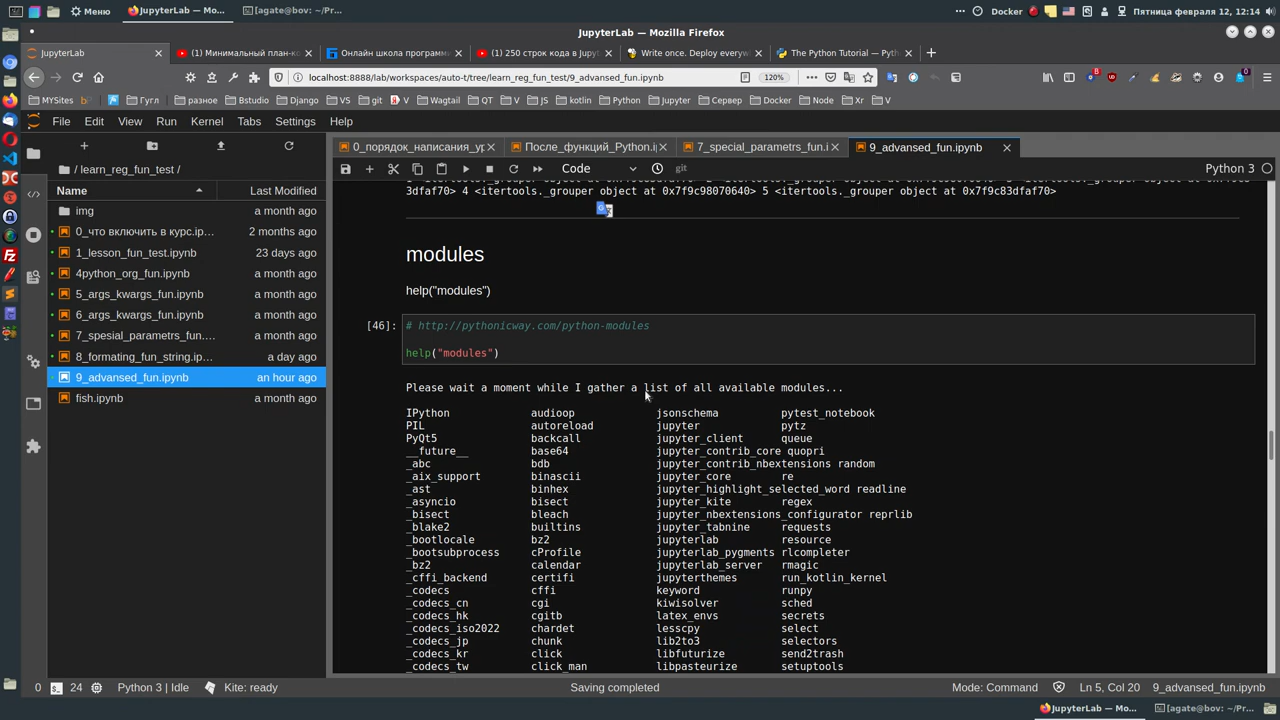 Меню
JupyterLab — Mo...
[agate@bov: ~/Pr...
Docker
Пятница февраля 12, 12:14
JupyterLab — Mozilla Firefox
JupyterLab
(1) Минимальный план-ко
Онлайн школа программ
(1) 250 строк кода в Jupyt
Write once. Deploy everyw
The Python Tutorial — Pyth
localhost:8888/lab/workspaces/auto-t/tree/learn_reg_fun_test/9_advansed_fun.ipynb
120%
MYSites
Гугл
разное
Bstudio
Django
VS
git
V
Wagtail
QT
V
JS
kotlin
Python
Jupyter
Сервер
Docker
Node
Xr
V
File Edit View Run Kernel Tabs Settings Help
0_порядок_написания_ур
После_функций_Python.i
7_special_parametrs_fun.i
9_advansed_fun.ipynb
/ learn_reg_fun_test /
Code
git
Python 3
Name
Last Modified
img a month ago
0_что включить в курс.ip... 2 months ago
1_lesson_fun_test.ipynb 23 days ago
4python_org_fun.ipynb a month ago
5_args_kwargs_fun.ipynb a month ago
6_args_kwargs_fun.ipynb a month ago
7_spesial_parametrs_fun.... a month ago
8_formating_fun_string.ip... a day ago
9_advansed_fun.ipynb an hour ago
fish.ipynb a month ago
3dfaf70> 4 <itertools._grouper object at 0x7f9c98070640> 5 <itertools._grouper object at 0x7f9c83dfaf70>
modules
help("modules")
[46]:
# http://pythonicway.com/python-modules
help("modules")
Please wait a moment while I gather a list of all available modules...
IPython audioop jsonschema pytest_notebook
PIL autoreload jupyter pytz
PyQt5 backcall jupyter_client queue
__future__ base64 jupyter_contrib_core quopri
_abc bdb jupyter_contrib_nbextensions random
_aix_support binascii jupyter_core re
_ast binhex jupyter_highlight_selected_word readline
_asyncio bisect jupyter_kite regex
_bisect bleach jupyter_nbextensions_configurator reprlib
_blake2 builtins jupyter_tabnine requests
_bootlocale bz2 jupyterlab resource
_bootsubprocess cProfile jupyterlab_pygments rlcompleter
_bz2 calendar jupyterlab_server rmagic
_cffi_backend certifi jupyterthemes run_kotlin_kernel
_codecs cffi keyword runpy
_codecs_cn cgi kiwisolver sched
_codecs_hk cgitb latex_envs secrets
_codecs_iso2022 chardet lesscpy select
_codecs_jp chunk lib2to3 selectors
_codecs_kr click libfuturize send2trash
_codecs_tw click_man libpasteurize setuptools
0
24
Python 3 | Idle
Kite: ready
Saving completed
Mode: Command
Ln 5, Col 20
9_advansed_fun.ipynb
JupyterLab — Mo...
[agate@bov: ~/Pr...